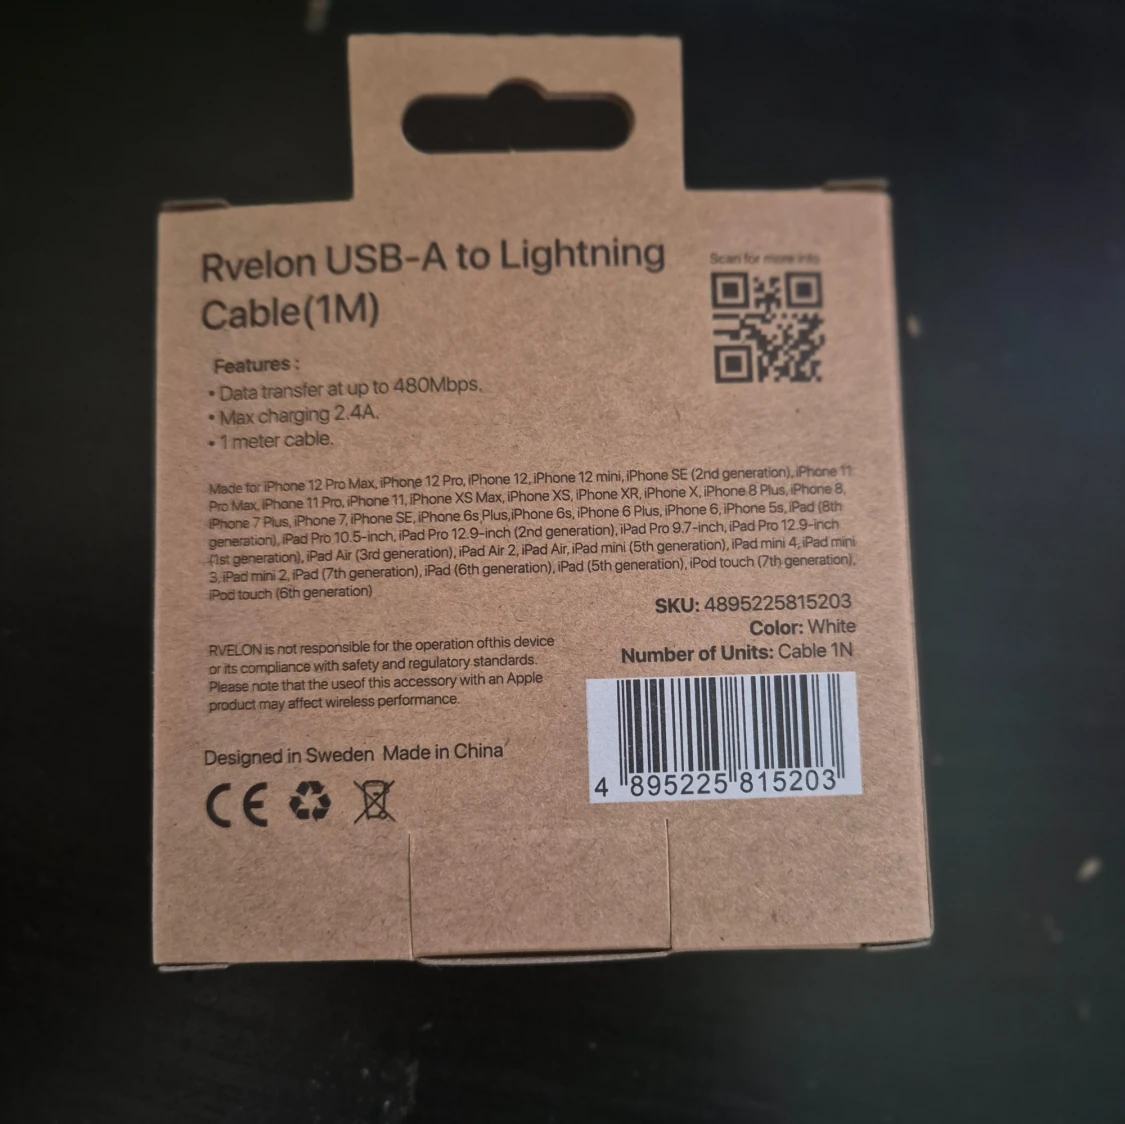 Rvelon USB-A to Lightning
Cable(1M)
Scan for more info
Features :
• Data transfer at up to 480Mbps.
• Max charging 2.4A.
• 1 meter cable.
Made for iPhone 12 Pro Max, iPhone 12 Pro, iPhone 12, iPhone 12 mini, iPhone SE (2nd generation), iPhone 11
Pro Max, iPhone 11 Pro, iPhone 11, iPhone XS Max, iPhone XS, iPhone XR, iPhone X, iPhone 8 Plus, iPhone 8,
iPhone 7 Plus, iPhone 7, iPhone SE, iPhone 6s Plus,iPhone 6s, iPhone 6 Plus, iPhone 6, iPhone 5s, iPad (8th
generation), iPad Pro 10.5-inch, iPad Pro 12.9-inch (2nd generation), iPad Pro 9.7-inch, iPad Pro 12.9-inch
(1st generation), iPad Air (3rd generation), iPad Air 2, iPad Air, iPad mini (5th generation), iPad mini 4, iPad mini
3, iPad mini 2, iPad (7th generation), iPad (6th generation), iPad (5th generation), iPod touch (7th generation),
iPod touch (6th generation)
SKU: 4895225815203
Color: White
Number of Units: Cable 1N
RVELON is not responsible for the operation ofthis device
or its compliance with safety and regulatory standards.
Please note that the useof this accessory with an Apple
product may affect wireless performance.
Designed in Sweden Made in China
CE
4 895225 815203